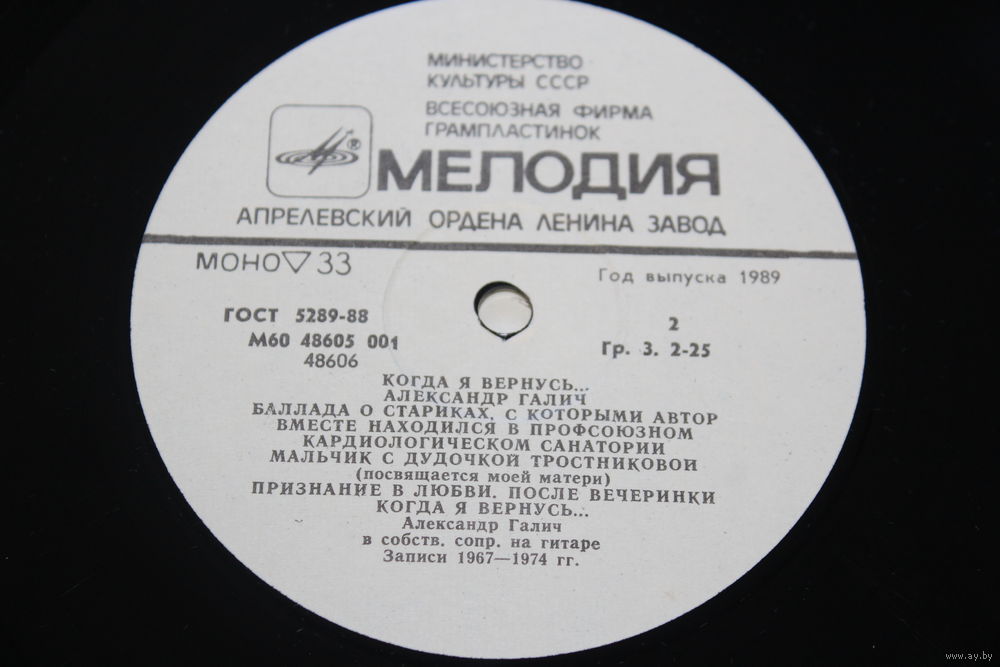 МИНИСТЕРСТВО
КУЛЬТУРЫ СССР
ВСЕСОЮЗНАЯ ФИРМА
ГРАМПЛАСТИНОК
®
МЕЛОДИЯ
АПРЕЛЕВСКИЙ ОРДЕНА ЛЕНИНА ЗАВОД
МОНО 33
Год выпуска 1989
ГОСТ 5289-88
М60 48605 001
48606
2
Гр. 3. 2-25
КОГДА Я ВЕРНУСЬ...
АЛЕКСАНДР ГАЛИЧ
БАЛЛАДА О СТАРИКАХ, С КОТОРЫМИ АВТОР
ВМЕСТЕ НАХОДИЛСЯ В ПРОФСОЮЗНОМ
КАРДИОЛОГИЧЕСКОМ САНАТОРИИ
МАЛЬЧИК С ДУДОЧКОЙ ТРОСТНИКОВОЙ
(посвящается моей матери)
ПРИЗНАНИЕ В ЛЮБВИ. ПОСЛЕ ВЕЧЕРИНКИ
КОГДА Я ВЕРНУСЬ...
Александр Галич
в собств. сопр. на гитаре
Записи 1967—1974 гг.
www.ay.by